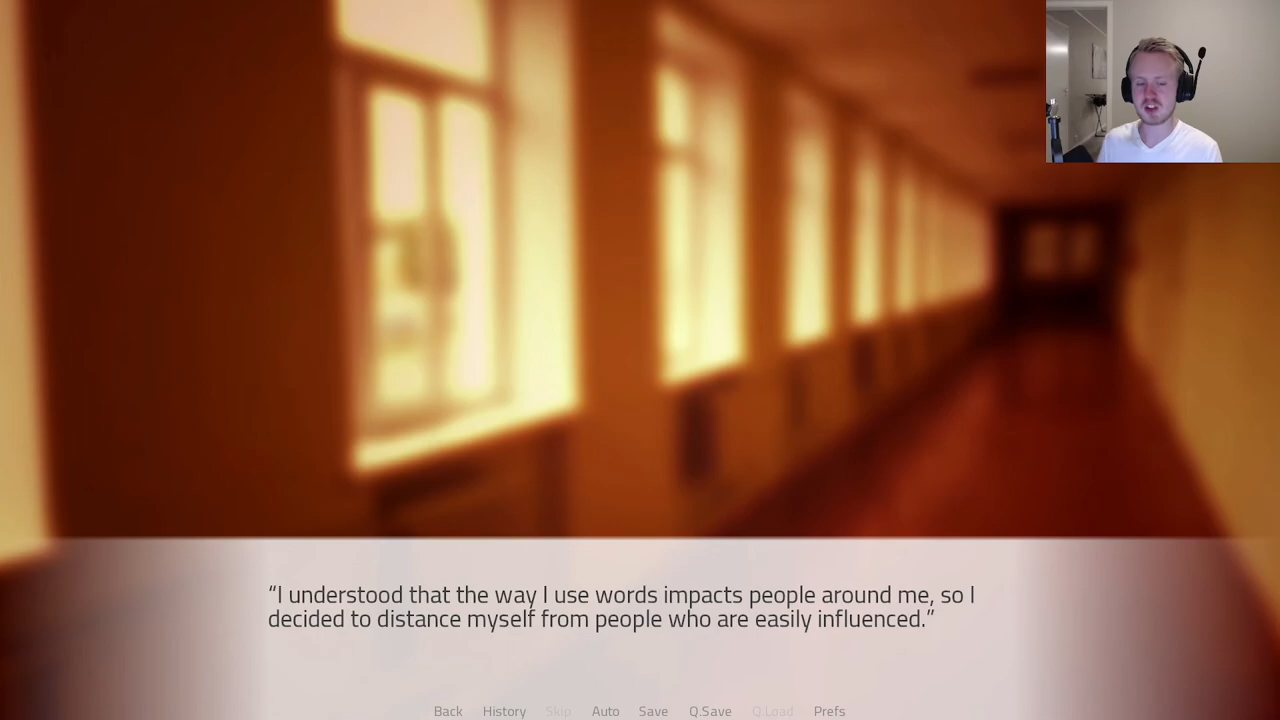 “I understood that the way I use words impacts people around me, so I
decided to distance myself from people who are easily influenced.”
Back History Skip Auto Save Q.Save Q.Load Prefs